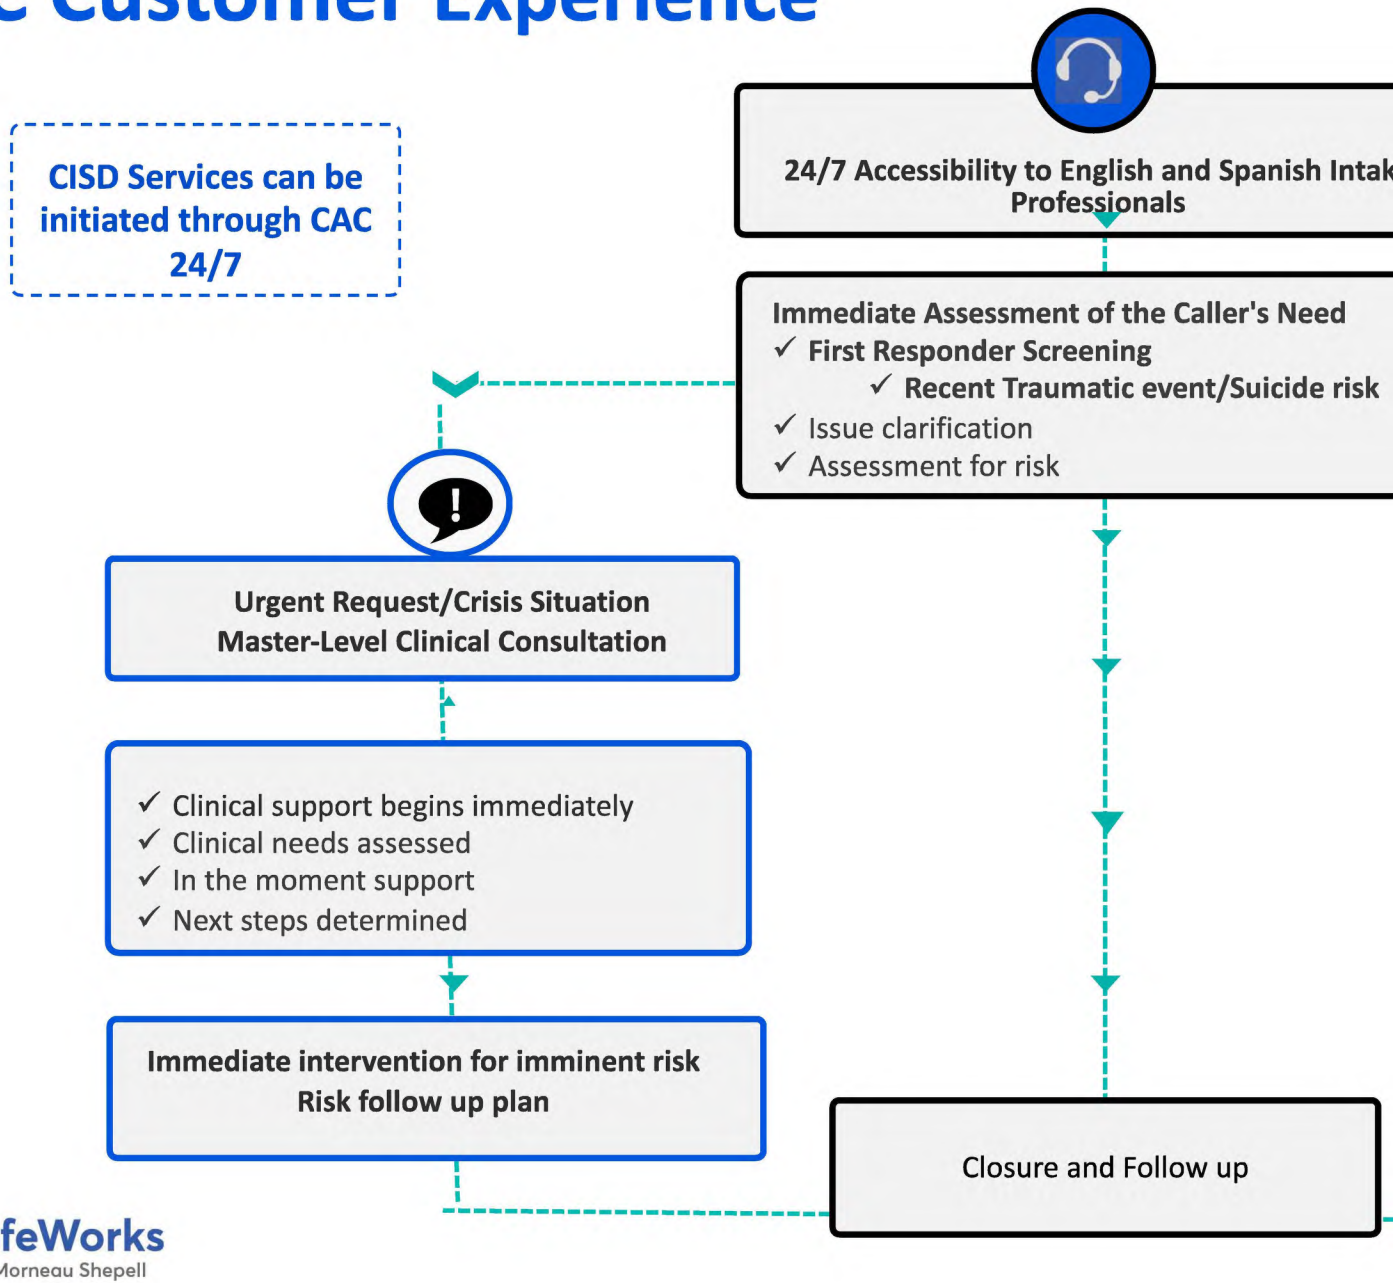 Customer Experience
CISD Services can be
initiated through CAC
24/7
24/7 Accessibility to English and Spanish
Professionals
Immediate Assessment of the Caller's Need
✓ First Responder Screening
✓ Recent Traumatic event/Suicide risk
✓ Issue clarification
✓ Assessment for risk
!
Urgent Request/Crisis Situation
Master-Level Clinical Consultation
✓ Clinical support begins immediately
✓ Clinical needs assessed
✓ In the moment support
✓ Next steps determined
Immediate intervention for imminent risk
Risk follow up plan
Closure and Follow up
feWorks
Morneau Shepell